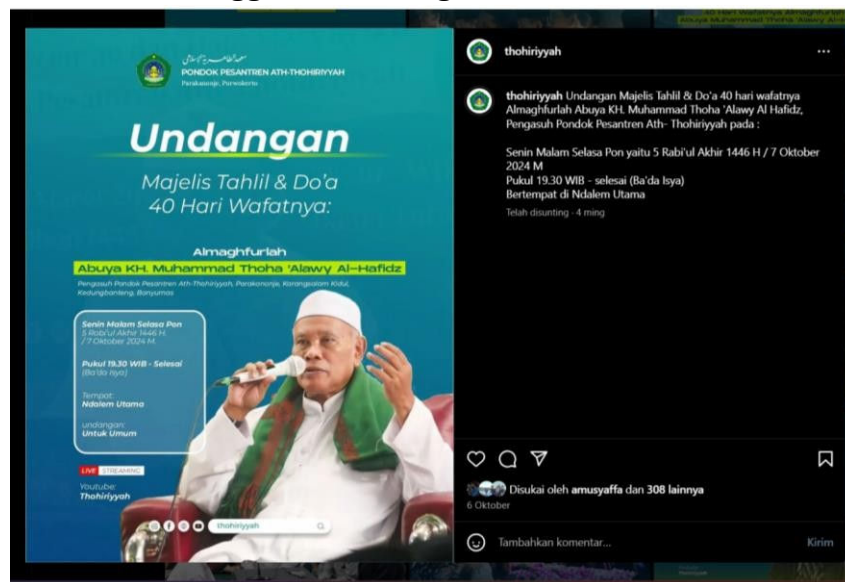 PONDOK PESANTREN ATH-THOHIRIYYAH
Parakanonje, Purwokerto
Undangan
Majelis Tahlil & Do'a
40 Hari Wafatnya:
Almaghfurlah
Abuya KH. Muhammad Thoha 'Alawy Al-Hafidz
Pengasuh Pondok Pesantren Ath-Thohiriyyah, Parakanonje, Karangsalam Kidul,
Kedungbanteng, Banyumas
Senin Malam Selasa Pon
5 Rabi'ul Akhir 1446 H.
/ 7 Oktober 2024 M.
Pukul 19.30 WIB - Selesai
(Ba'da Isya)
Tempat:
Ndalem Utama
undangan:
Untuk Umum
LIVE STREAMING
Youtube:
Thohiriyyah
thohiriyyah
thohiriyyah
thohiriyyah Undangan Majelis Tahlil & Do'a 40 hari wafatnya
Almaghfurlah Abuya KH. Muhammad Thoha 'Alawy Al Hafidz,
Pengasuh Pondok Pesantren Ath- Thohiriyyah pada :
Senin Malam Selasa Pon yaitu 5 Rabi'ul Akhir 1446 H / 7 Oktober
2024 M
Pukul 19.30 WIB - selesai (Ba'da Isya)
Bertempat di Ndalem Utama
Telah disunting · 4 ming
Disukai oleh amusyaffa dan 308 lainnya
6 Oktober
Tambahkan komentar...
Kirim